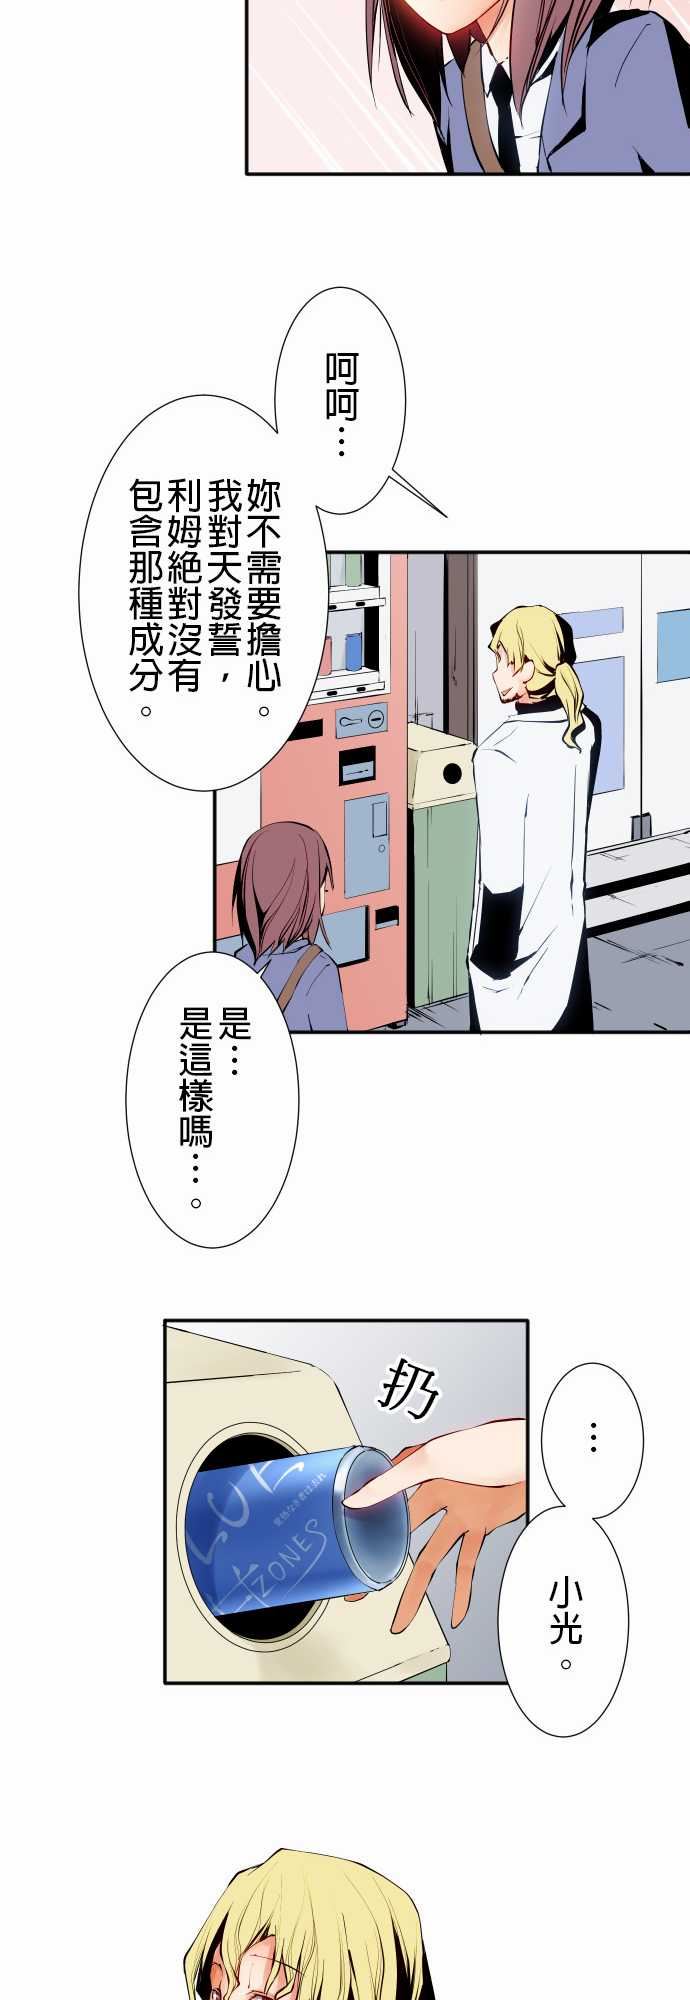 呵呵…
妳不需要擔心。
我對天發誓，
利姆絕對沒有
包含那種成分。
是…
是這樣嗎…。
扔
…
小光。
ZONES